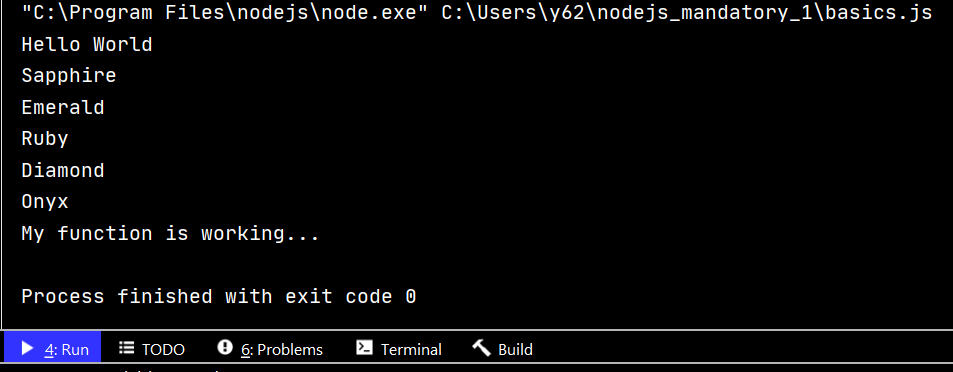 "C:\Program Files\nodejs\node.exe" C:\Users\y62\nodejs_mandatory_1\basics.js
Hello World
Sapphire
Emerald
Ruby
Diamond
Onyx
My function is working...
Process finished with exit code 0
4: Run TODO 6: Problems Terminal Build